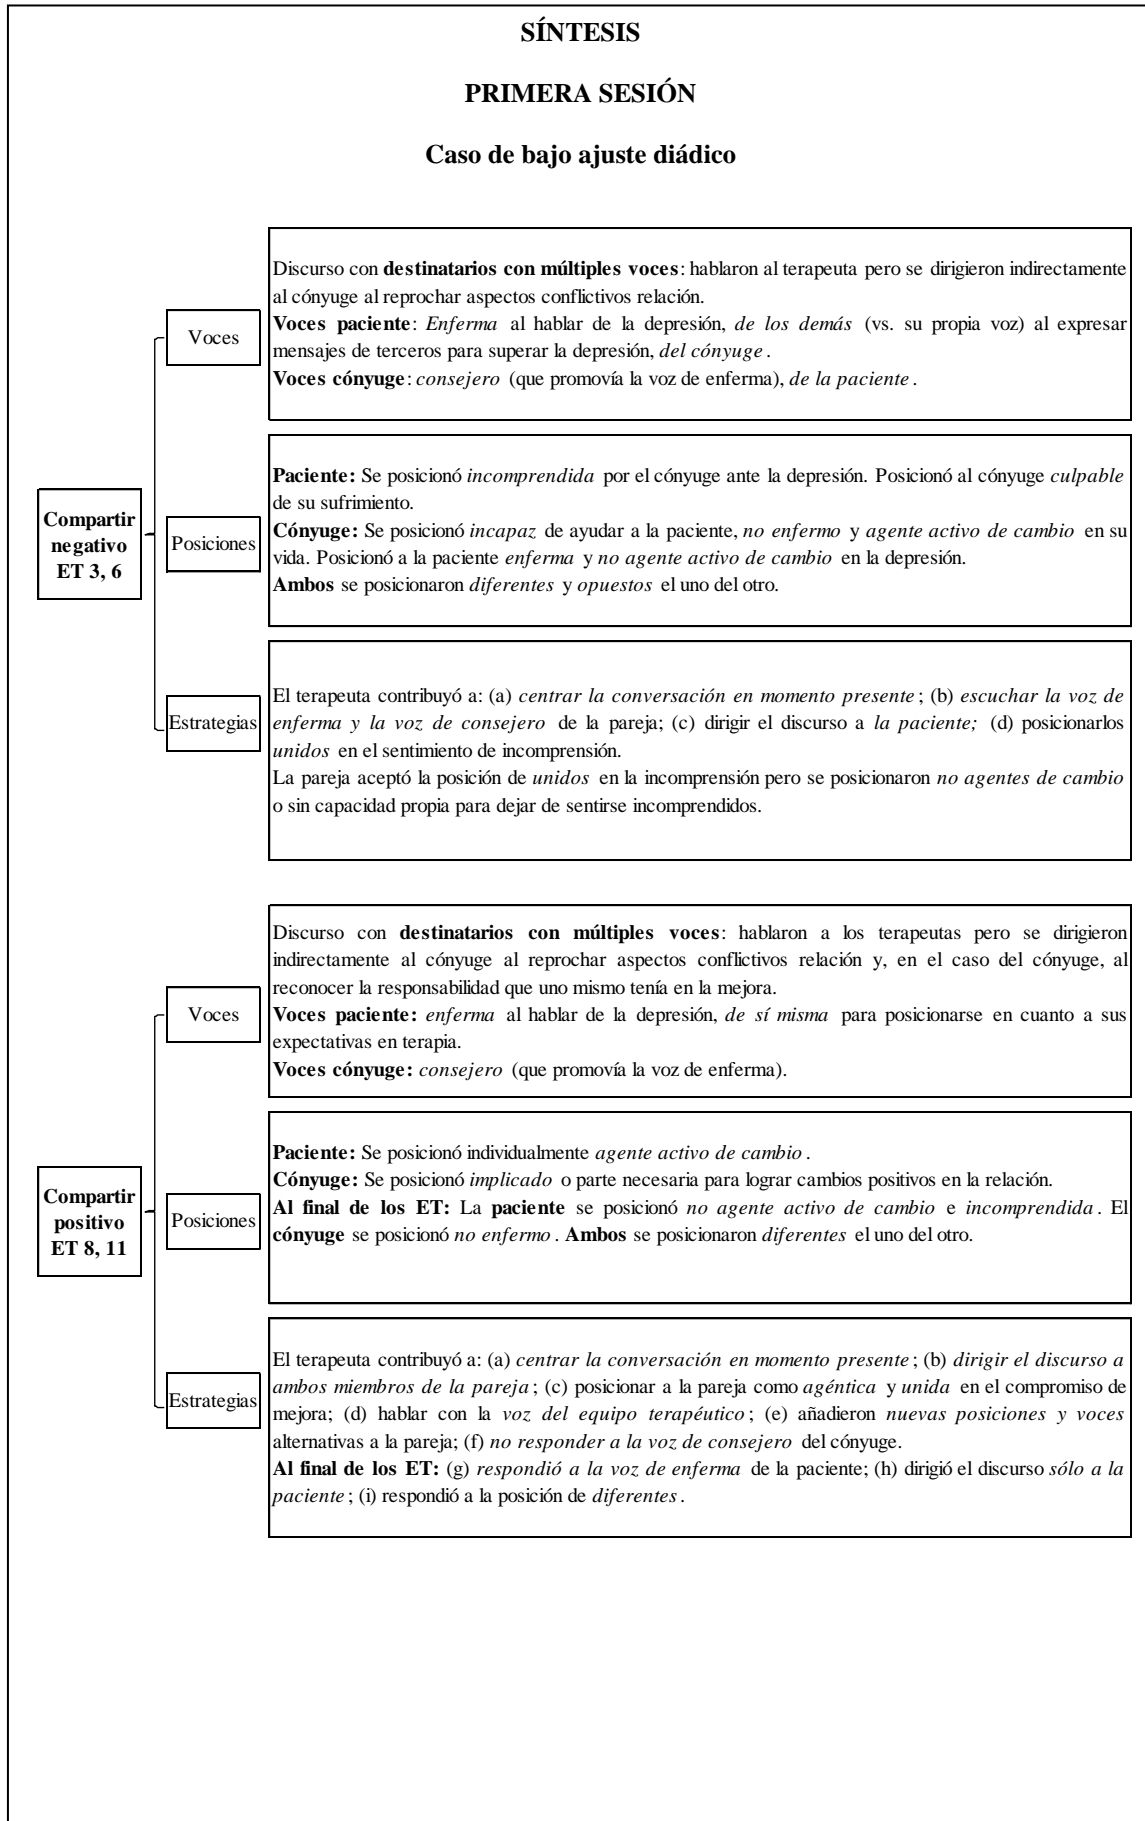 SÍNTESIS
PRIMERA SESIÓN
Caso de bajo ajuste diádico
Compartir
negativo
ET 3, 6
Voces
Discurso con destinatarios con múltiples voces: hablaron al terapeuta pero se dirigieron indirectamente
al cónyuge al reprochar aspectos conflictivos relación.
Voces paciente: Enferma al hablar de la depresión, de los demás (vs. su propia voz) al expresar
mensajes de terceros para superar la depresión, del cónyuge.
Voces cónyuge: consejero (que promovía la voz de enferma), de la paciente.
Posiciones
Paciente: Se posicionó incomprendida por el cónyuge ante la depresión. Posicionó al cónyuge culpable
de su sufrimiento.
Cónyuge: Se posicionó incapaz de ayudar a la paciente, no enfermo y agente activo de cambio en su
vida. Posicionó a la paciente enferma y no agente activo de cambio en la depresión.
Ambos se posicionaron diferentes y opuestos el uno del otro.
Estrategias
El terapeuta contribuyó a: (a) centrar la conversación en momento presente; (b) escuchar la voz de
enferma y la voz de consejero de la pareja; (c) dirigir el discurso a la paciente; (d) posicionarlos
unidos en el sentimiento de incomprensión.
La pareja aceptó la posición de unidos en la incomprensión pero se posicionaron no agentes de cambio
o sin capacidad propia para dejar de sentirse incomprendidos.
Compartir
positivo
ET 8, 11
Voces
Discurso con destinatarios con múltiples voces: hablaron a los terapeutas pero se dirigieron
indirectamente al cónyuge al reprochar aspectos conflictivos relación y, en el caso del cónyuge, al
reconocer la responsabilidad que uno mismo tenía en la mejora.
Voces paciente: enferma al hablar de la depresión, de sí misma para posicionarse en cuanto a sus
expectativas en terapia.
Voces cónyuge: consejero (que promovía la voz de enferma).
Posiciones
Paciente: Se posicionó individualmente agente activo de cambio.
Cónyuge: Se posicionó implicado o parte necesaria para lograr cambios positivos en la relación.
Al final de los ET: La paciente se posicionó no agente activo de cambio e incomprendida. El
cónyuge se posicionó no enfermo. Ambos se posicionaron diferentes el uno del otro.
Estrategias
El terapeuta contribuyó a: (a) centrar la conversación en momento presente; (b) dirigir el discurso a
ambos miembros de la pareja; (c) posicionar a la pareja como agéntica y unida en el compromiso de
mejora; (d) hablar con la voz del equipo terapéutico; (e) añadieron nuevas posiciones y voces
alternativas a la pareja; (f) no responder a la voz de consejero del cónyuge.
Al final de los ET: (g) respondió a la voz de enferma de la paciente; (h) dirigió el discurso sólo a la
paciente; (i) respondió a la posición de diferentes.